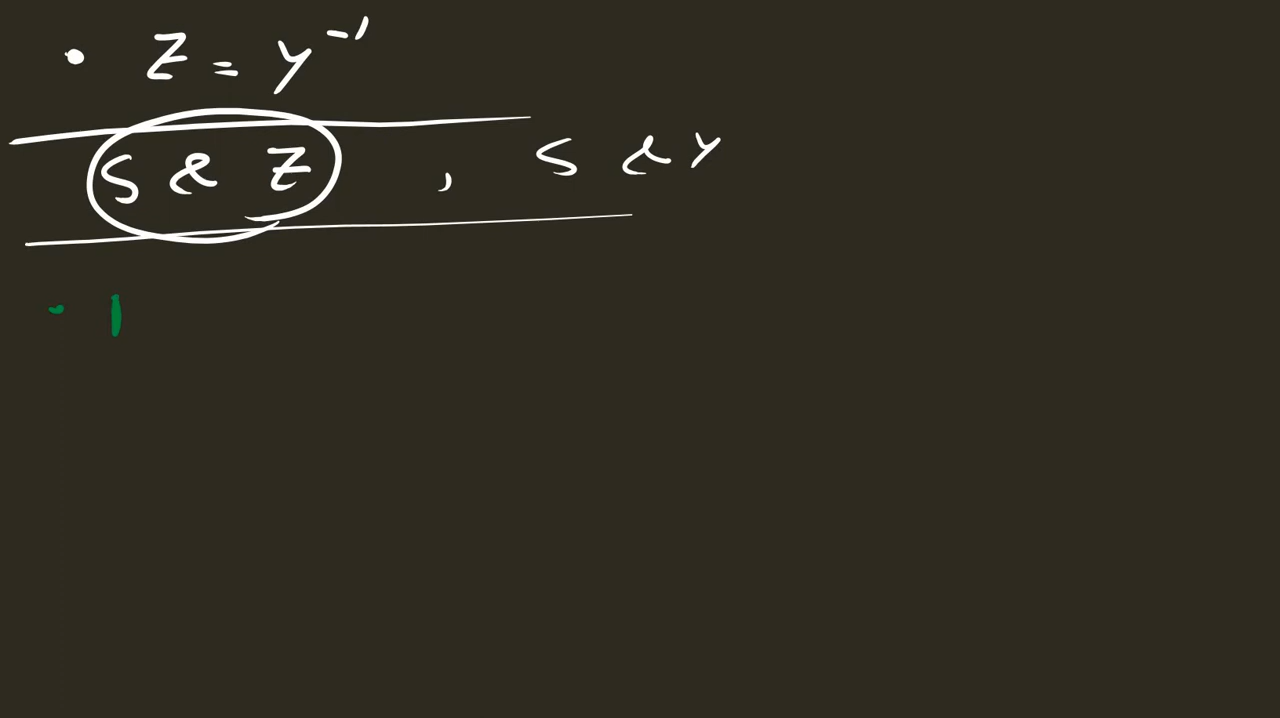 • Z = Y⁻¹
S & Z , S & Y